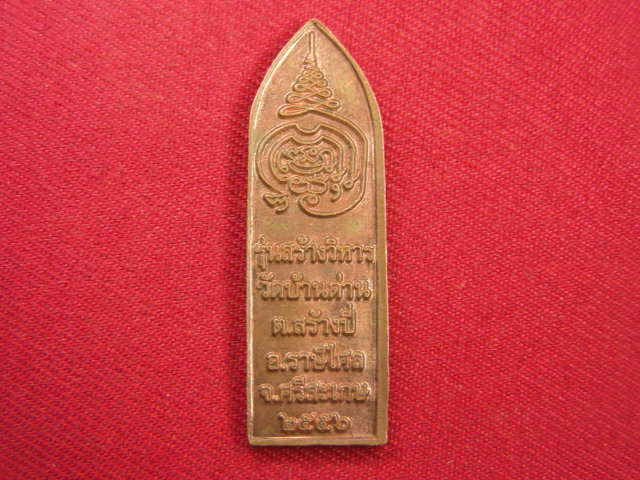 รุ่นสร้างวิหาร
วัดบ้านด่าน
ต.สร้างปี่
อ.ราษีไศล
จ.ศรีสะเกษ
๒๕๕๖